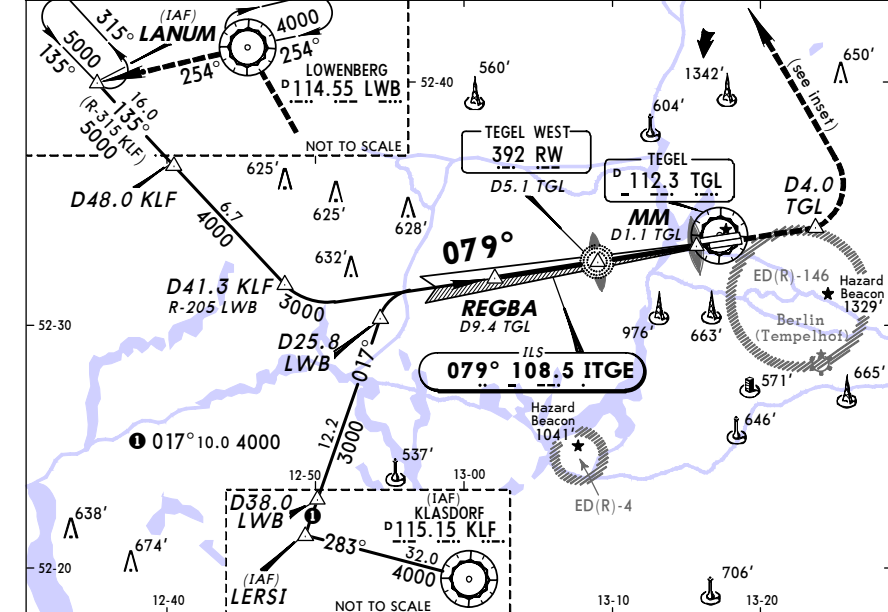 (IAF)
LANUM
315°
5000
135°
4000
254°
254°
LOWENBERG
D 114.55 LWB
NOT TO SCALE
16.0
135°
(R-315 KLF)
5000
D48.0 KLF
6.7
4000
D41.3 KLF
R-205 LWB
3000
D25.8
LWB
017°
12.2
3000
52-40
560'
1342'
604'
650'
(see inset)
625'
625'
628'
632'
TEGEL WEST
392 RW
D5.1 TGL
TEGEL
D 112.3 TGL
MM
D1.1 TGL
D4.0
TGL
079°
REGBA
D9.4 TGL
ILS
079° 108.5 ITGE
976'
663'
ED(R)-146
Hazard
Beacon
1329'
Berlin
(Tempelhof)
571'
665'
646'
Hazard
Beacon
1041'
ED(R)-4
52-30
1 017° 10.0 4000
537'
12-50
13-00
D38.0
LWB
1
(IAF)
KLASDORF
D 115.15 KLF
283°
32.0
4000
(IAF)
LERSI
NOT TO SCALE
638'
674'
52-20
12-40
13-10
13-20
706'